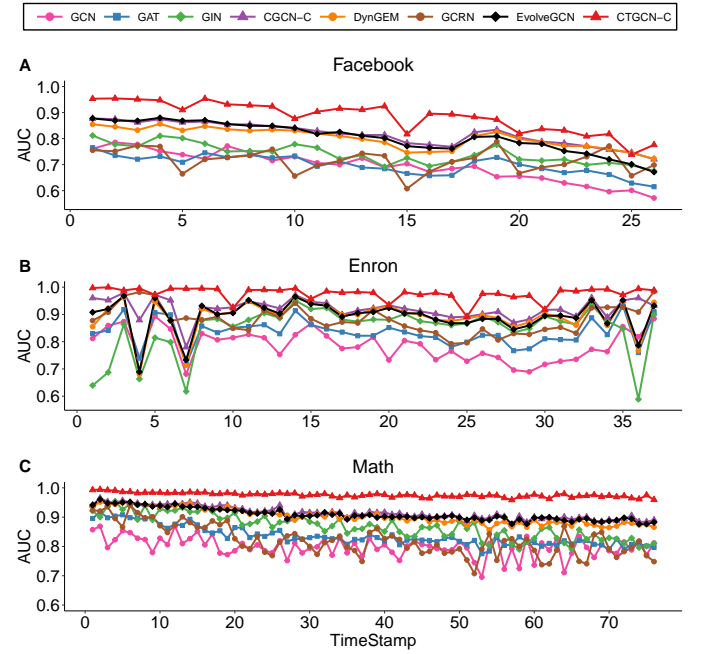 GCN GAT GIN CGCN−C DynGEM GCRN EvolveGCN CTGCN−C
A Facebook
1.0
0.9
0.8
0.7
0.6
AUC
0 5 10 15 20 25
B Enron
1.0
0.9
0.8
0.7
0.6
AUC
0 5 10 15 20 25 30 35
C Math
1.0
0.9
0.8
0.7
0.6
AUC
0 10 20 30 40 50 60 70
TimeStamp